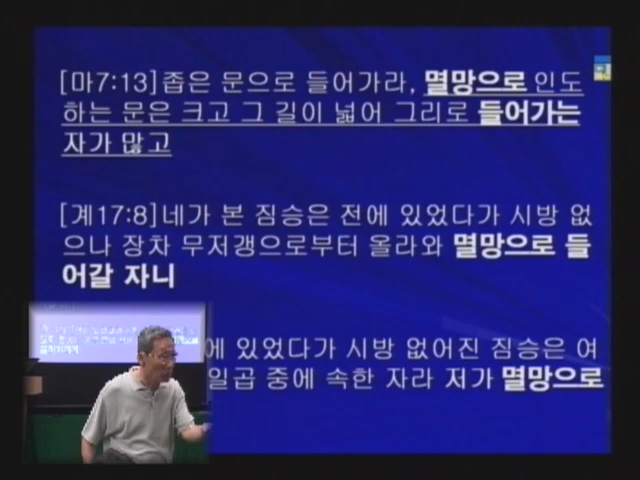 [마7:13]좁은 문으로 들어가라, 멸망으로 인도
하는 문은 크고 그 길이 넓어 그리로 들어가는
자가 많고
[계17:8]네가 본 짐승은 전에 있었다가 시방 없
으나 장차 무저갱으로부터 올라와 멸망으로 들
어갈 자니
에 있었다가 시방 없어진 짐승은 여
일곱 중에 속한 자라 저가 멸망으로